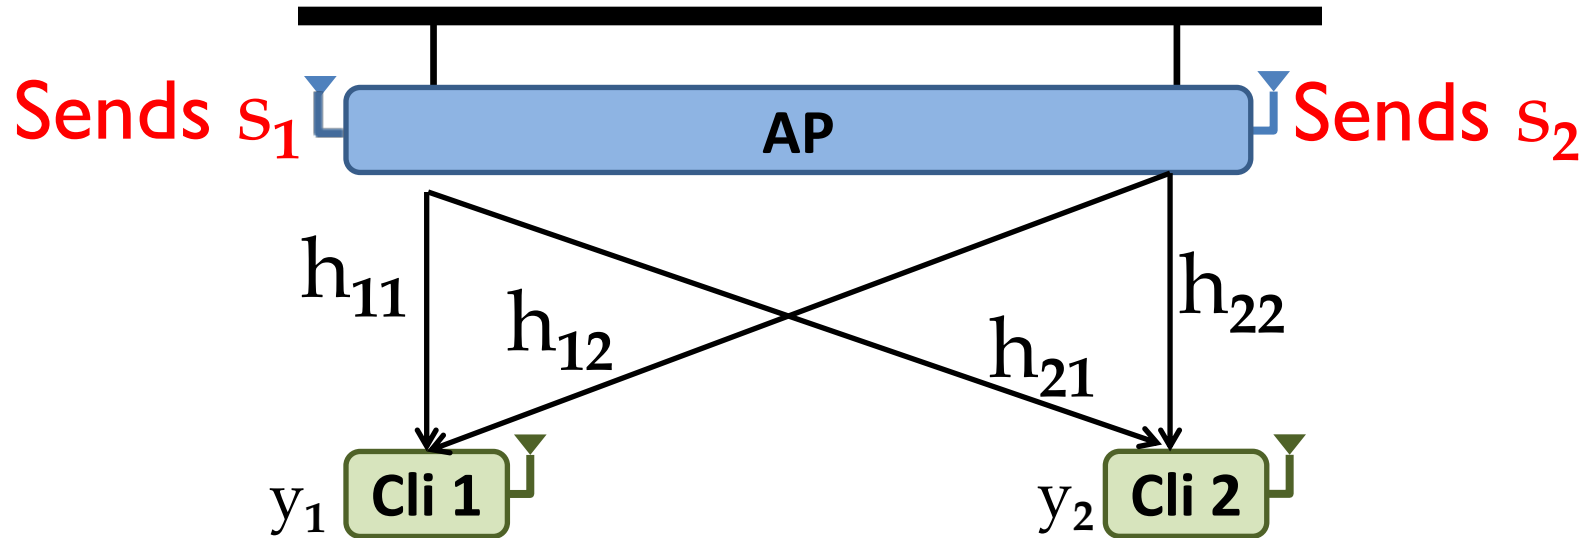 Sends s₁
AP
Sends s₂
h₁₁
h₁₂
h₂₁
h₂₂
y₁
Cli 1
y₂
Cli 2